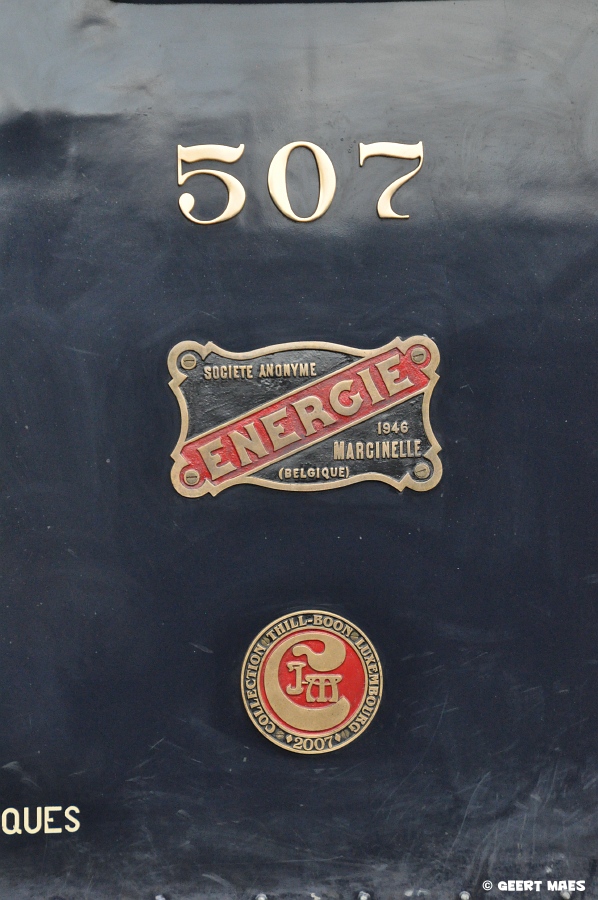 507
SOCIETE ANONYME
ENERGIE
1946
MARCINELLE
(BELGIQUE)
COLLECTION THILL-BOON LUXEMBOURG
2007
QUES
© GEERT MAES